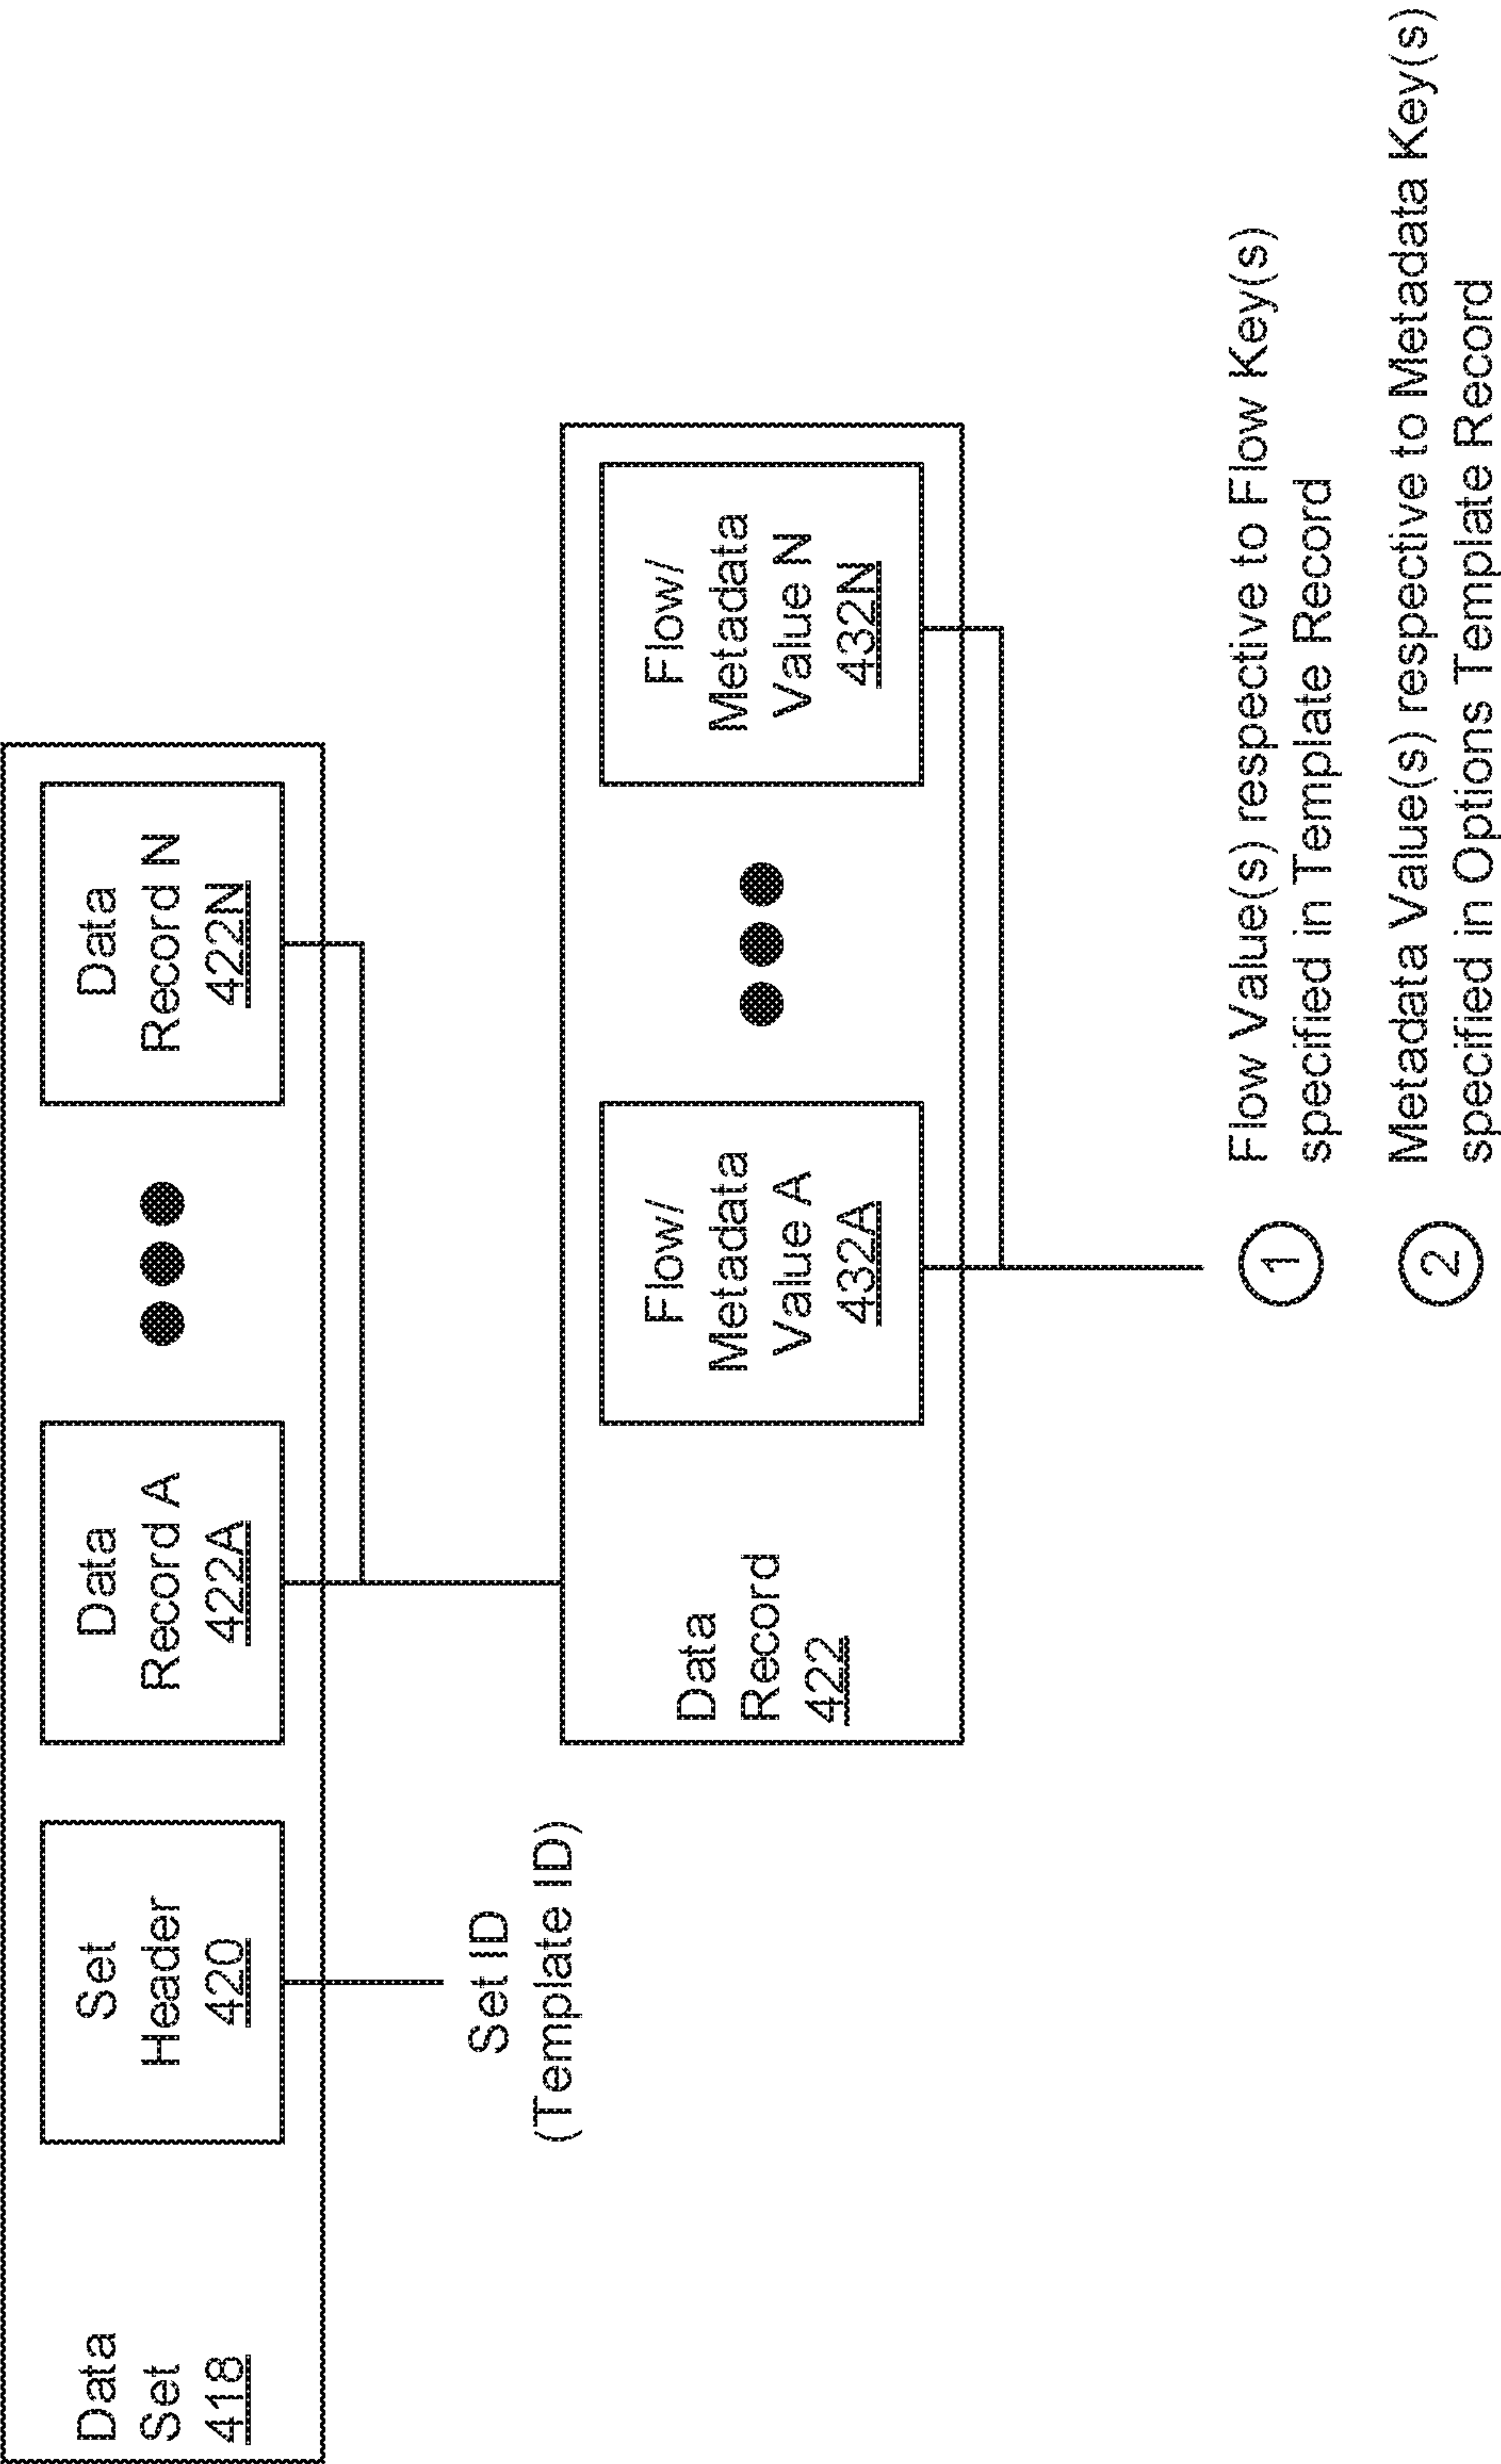 Data
Set
418
Set
Header
420
Data
Record A
422A
Data
Record N
422N
Set ID
(Template ID)
Data
Record
422
Flow/
Metadata
Value A
432A
Flow/
Metadata
Value N
432N
1 Flow Value(s) respective to Flow Key(s)
specified in Template Record
2 Metadata Value(s) respective to Metadata Key(s)
specified in Options Template Record